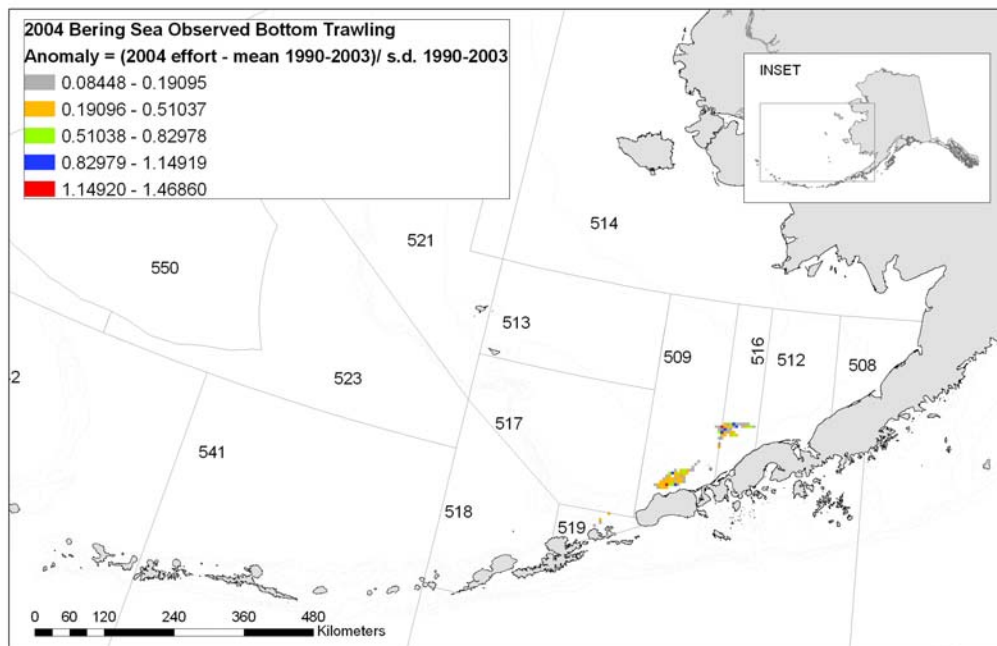 2004 Bering Sea Observed Bottom Trawling
Anomaly = (2004 effort - mean 1990-2003)/ s.d. 1990-2003
0.08448 - 0.19095
0.19096 - 0.51037
0.51038 - 0.82978
0.82979 - 1.14919
1.14920 - 1.46860
INSET
514
521
550
513
509
516
512
508
2
523
517
541
518
519
0 60 120 240 360 480
Kilometers